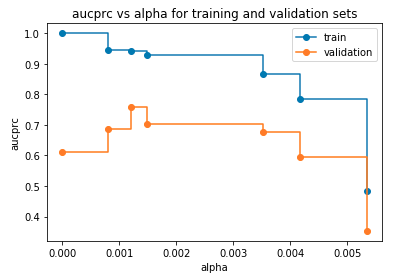 aucprc vs alpha for training and validation sets
train
validation
aucprc
1.0
0.9
0.8
0.7
0.6
0.5
0.4
0.000
0.001
0.002
0.003
0.004
0.005
alpha